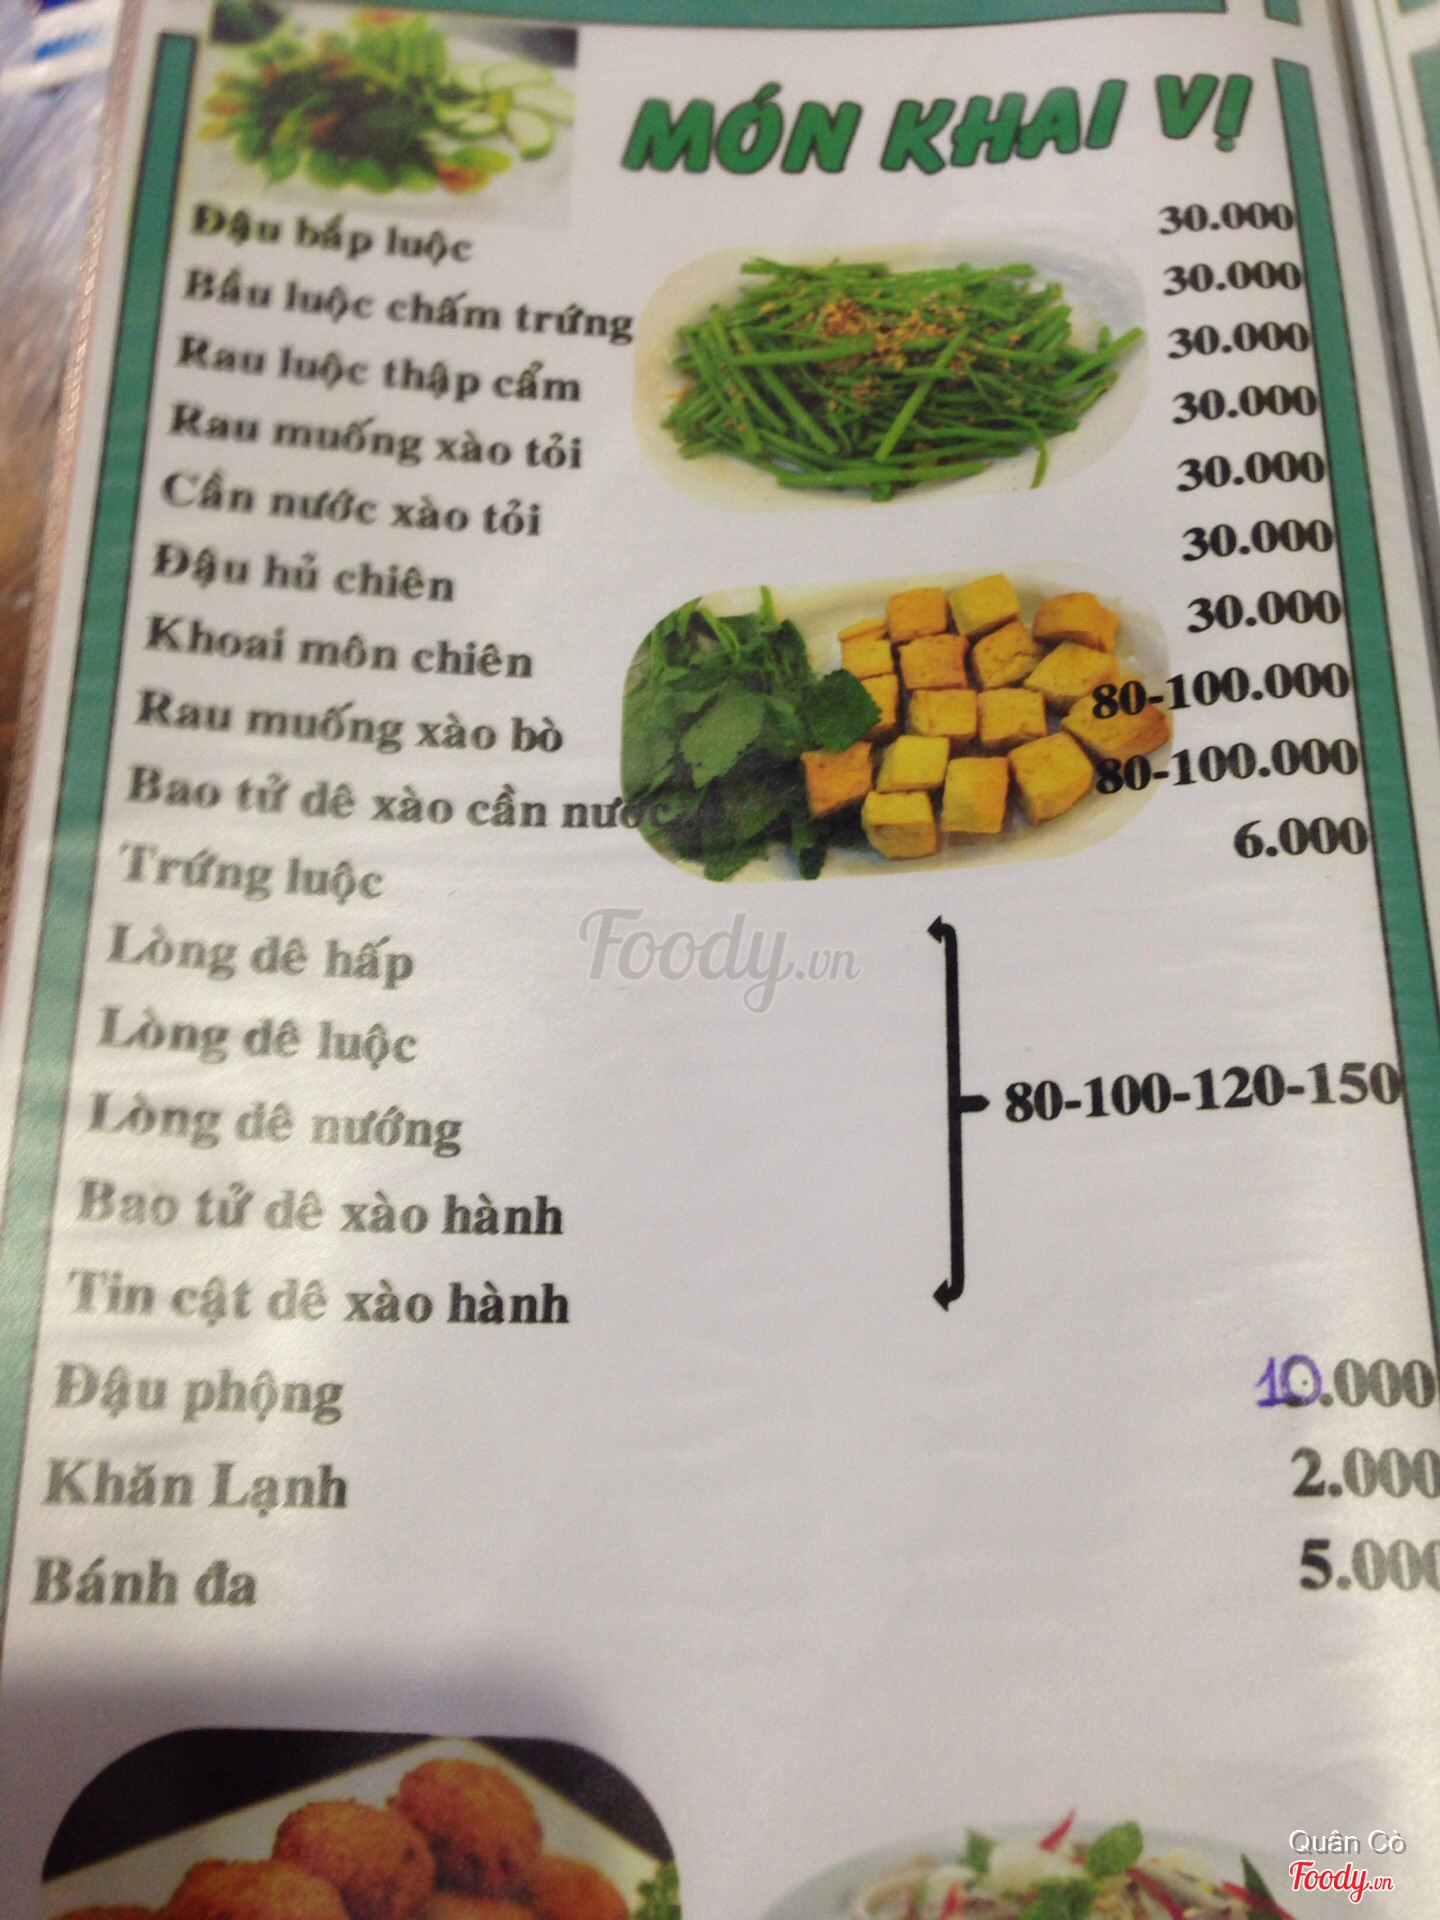 MÓN KHAI VỊ
Đậu bắp luộc 30.000
Bầu luộc chấm trứng 30.000
Rau luộc thập cẩm 30.000
Rau muống xào tỏi 30.000
Cần nước xào tỏi 30.000
Đậu hủ chiên 30.000
Khoai môn chiên 30.000
Rau muống xào bò 80-100.000
Bao tử dê xào cần nước 80-100.000
Trứng luộc 6.000
Lòng dê hấp
Lòng dê luộc
Lòng dê nướng 80-100-120-150
Bao tử dê xào hành
Tin cật dê xào hành
Đậu phộng 10.000
Khăn Lạnh 2.000
Bánh đa 5.000
Foody.vn
Quân Cò
Foody.vn